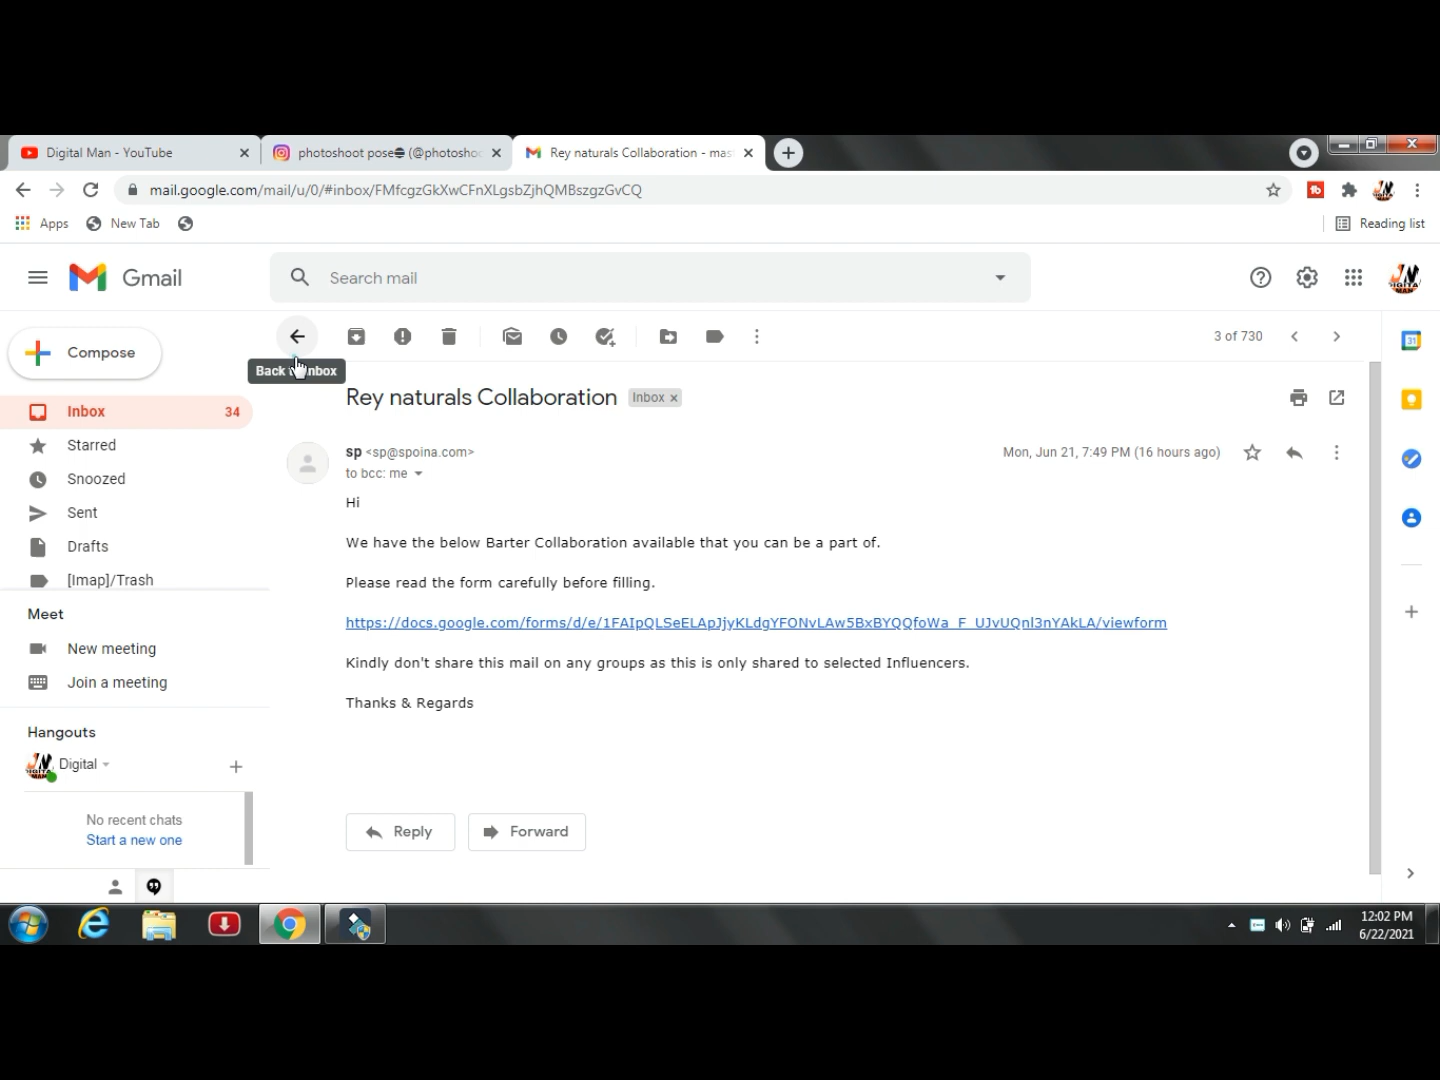 Digital Man - YouTube
photoshoot pose (@photoshoo
Rey naturals Collaboration - mas
mail.google.com/mail/u/0/#inbox/FMfcgzGkXwCFnXLgsbZjhQMBszgzGvCQ
Apps
New Tab
Reading list
Gmail
Search mail
Compose
3 of 730
Back to Inbox
Rey naturals Collaboration
Inbox x
Inbox 34
Starred
Snoozed
Sent
Drafts
[Imap]/Trash
sp <sp@spoina.com>
Mon, Jun 21, 7:49 PM (16 hours ago)
to bcc: me
Hi
We have the below Barter Collaboration available that you can be a part of.
Please read the form carefully before filling.
https://docs.google.com/forms/d/e/1FAIpQLSeELApJjyKLdgYFONvLAw5BxBYQQfoWa_F_UJvUQnl3nYAkLA/viewform
Kindly don't share this mail on any groups as this is only shared to selected Influencers.
Thanks & Regards
Meet
New meeting
Join a meeting
Hangouts
Digital
No recent chats
Start a new one
Reply
Forward
12:02 PM
6/22/2021